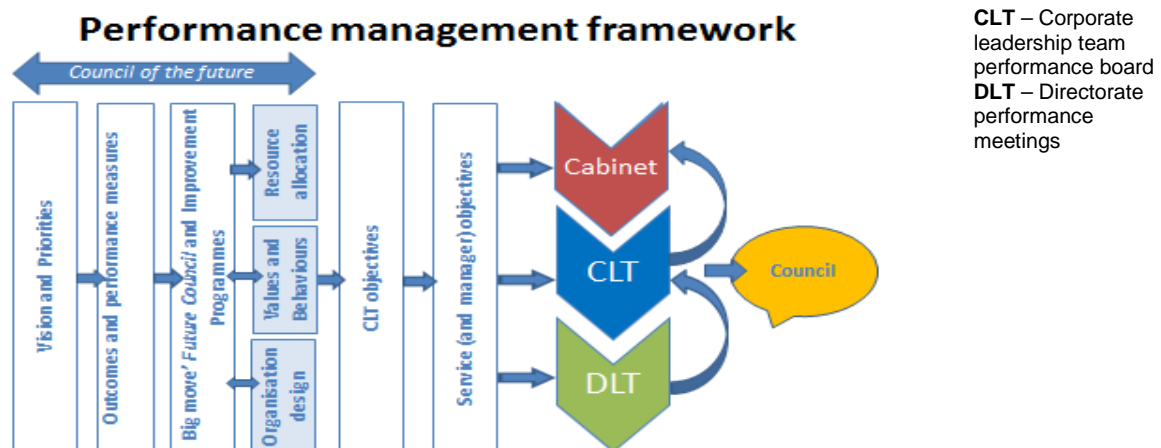 Performance management framework
Council of the future
Vision and Priorities
Outcomes and performance measures
Big move' Future Council and Improvement
Programmes
Resource
allocation
Values and
Behaviours
Organisation
design
CLT objectives
Service (and manager) objectives
Cabinet
CLT
DLT
Council
CLT – Corporate
leadership team
performance board
DLT – Directorate
performance
meetings